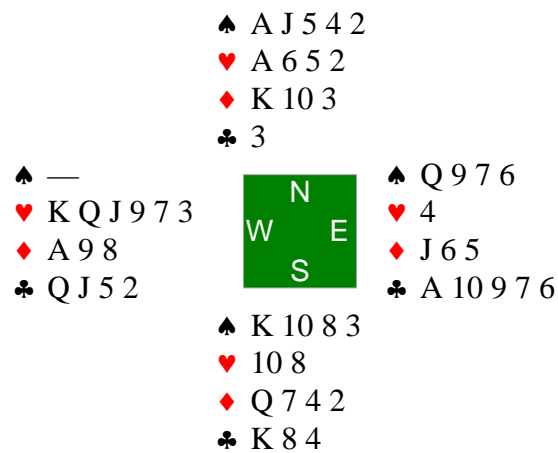 ♠ A J 5 4 2
♥ A 6 5 2
♦ K 10 3
♣ 3
♠ —
♥ K Q J 9 7 3
♦ A 9 8
♣ Q J 5 2
N
W E
S
♠ Q 9 7 6
♥ 4
♦ J 6 5
♣ A 10 9 7 6
♠ K 10 8 3
♥ 10 8
♦ Q 7 4 2
♣ K 8 4